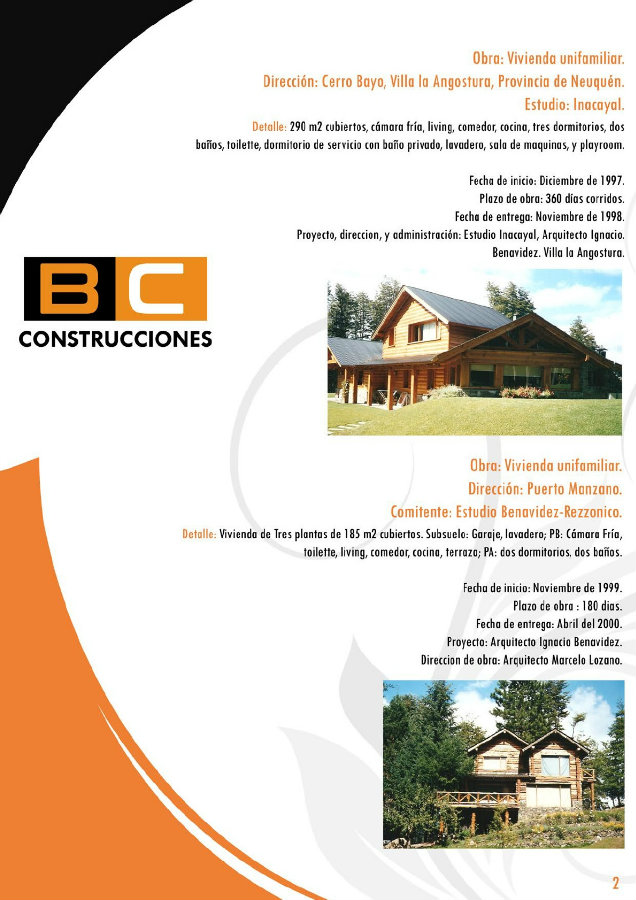 Obra: Vivienda unifamiliar.
Dirección: Cerro Bayo, Villa la Angostura, Provincia de Neuquén.
Estudio: Inacayal.
Detalle: 290 m2 cubiertos, cámara fría, living, comedor, cocina, tres dormitorios, dos
baños, toilette, dormitorio de servicio con baño privado, lavadero, sala de maquinas, y playroom.
Fecha de inicio: Diciembre de 1997.
Plazo de obra: 360 días corridos.
Fecha de entrega: Noviembre de 1998.
Proyecto, direccion, y administración: Estudio Inacayal, Arquitecto Ignacio.
Benavidez. Villa la Angostura.
BC
CONSTRUCCIONES
Obra: Vivienda unifamiliar.
Dirección: Puerto Manzano.
Comitente: Estudio Benavidez-Rezzonico.
Detalle: Vivienda de Tres plantas de 185 m2 cubiertos. Subsuelo: Garaje, lavadero; PB: Cámara Fría,
toilette, living, comedor, cocina, terraza; PA: dos dormitorios. dos baños.
Fecha de inicio: Noviembre de 1999.
Plazo de obra : 180 dias.
Fecha de entrega: Abril del 2000.
Proyecto: Arquitecto Ignacio Benavidez.
Direccion de obra: Arquitecto Marcelo Lozano.
2